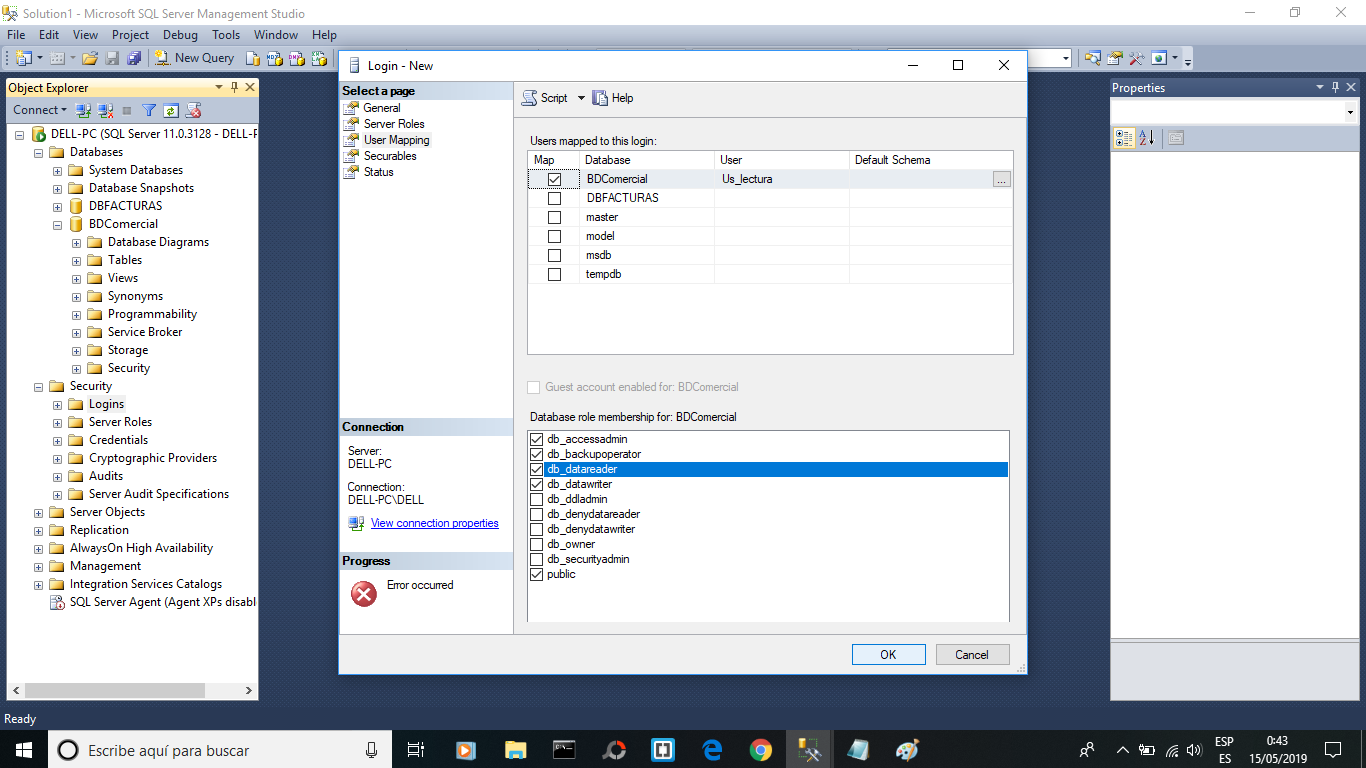 Solution1 - Microsoft SQL Server Management Studio
File Edit View Project Debug Tools Window Help
New Query
Object Explorer
Connect
DELL-PC (SQL Server 11.0.3128 - DELL-P
Databases
System Databases
Database Snapshots
DBFACTURAS
BDComercial
Database Diagrams
Tables
Views
Synonyms
Programmability
Service Broker
Storage
Security
Security
Logins
Server Roles
Credentials
Cryptographic Providers
Audits
Server Audit Specifications
Server Objects
Replication
AlwaysOn High Availability
Management
Integration Services Catalogs
SQL Server Agent (Agent XPs disabl
Login - New
Select a page
General
Server Roles
User Mapping
Securables
Status
Connection
Server:
DELL-PC
Connection:
DELL-PC\DELL
View connection properties
Progress
Error occurred
Script Help
Users mapped to this login:
Map Database User Default Schema
BDComercial Us_lectura ...
DBFACTURAS
master
model
msdb
tempdb
Guest account enabled for: BDComercial
Database role membership for: BDComercial
db_accessadmin
db_backupoperator
db_datareader
db_datawriter
db_ddladmin
db_denydatareader
db_denydatawriter
db_owner
db_securityadmin
public
OK Cancel
Properties
Ready
Escribe aquí para buscar
ESP
ES
0:43
15/05/2019